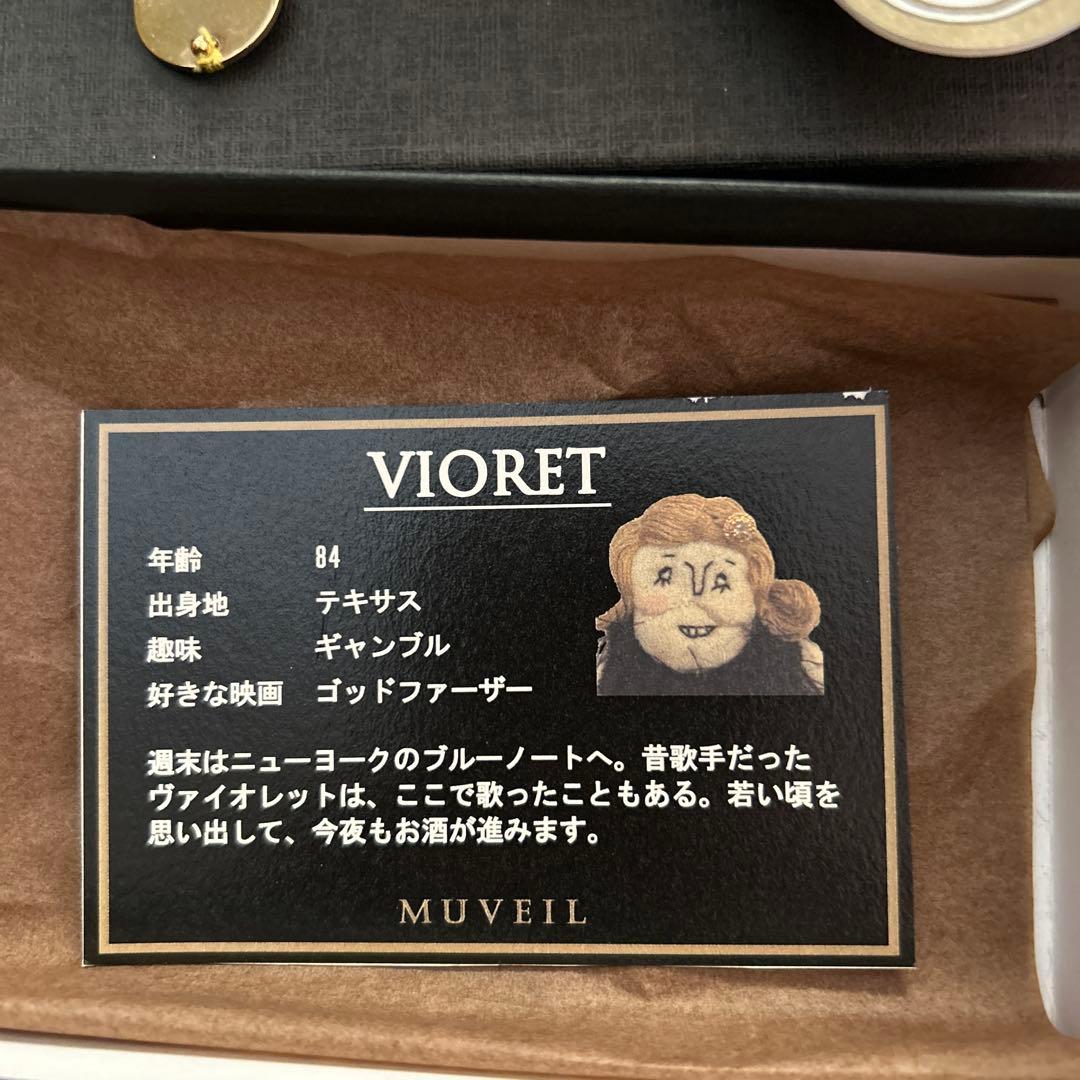 VIORET
年齢 84
出身地 テキサス
趣味 ギャンブル
好きな映画 ゴッドファーザー
週末はニューヨークのブルーノートへ。昔歌手だった
ヴァイオレットは、ここで歌ったこともある。若い頃を
思い出して、今夜もお酒が進みます。
MUVEIL